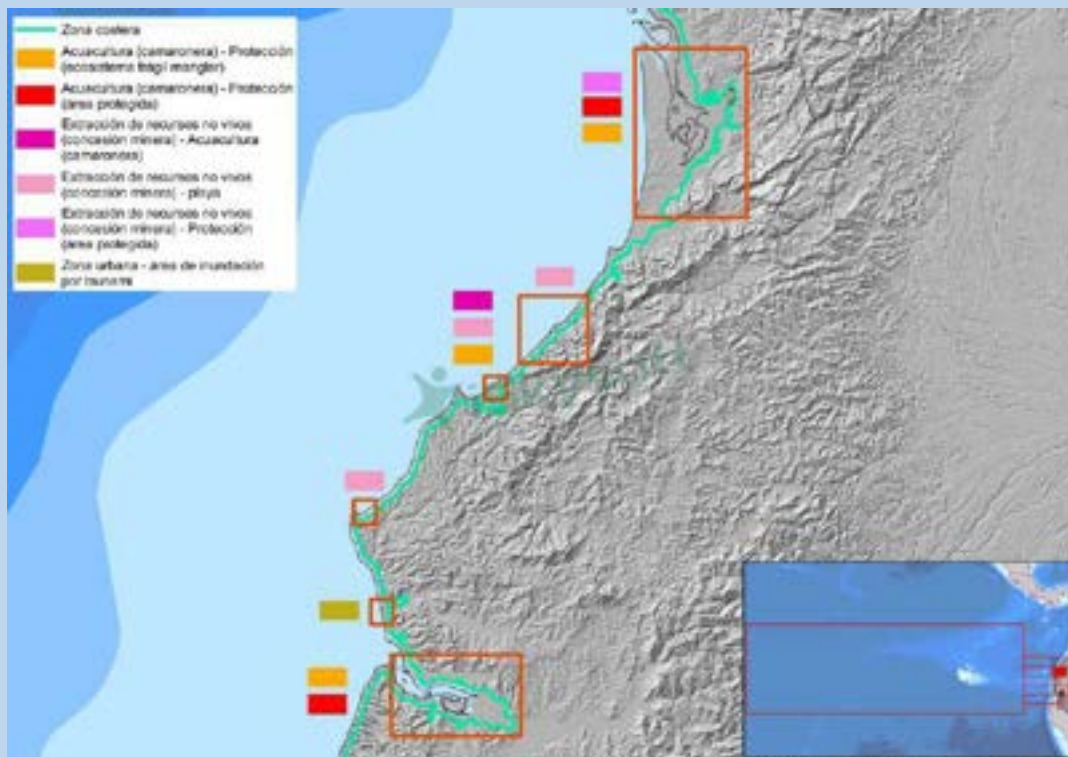 Zona costera
Acuacultura (camaronera) - Protección
(ecosistema frágil manglar)
Acuacultura (camaronera) - Protección
(área protegida)
Extracción de recursos no vivos
(concesión minera) - Acuacultura
(camaronera)
Extracción de recursos no vivos
(concesión minera) - playa
Extracción de recursos no vivos
(concesión minera) - Protección
(área protegida)
Zona urbana - área de inundación
por tsunami